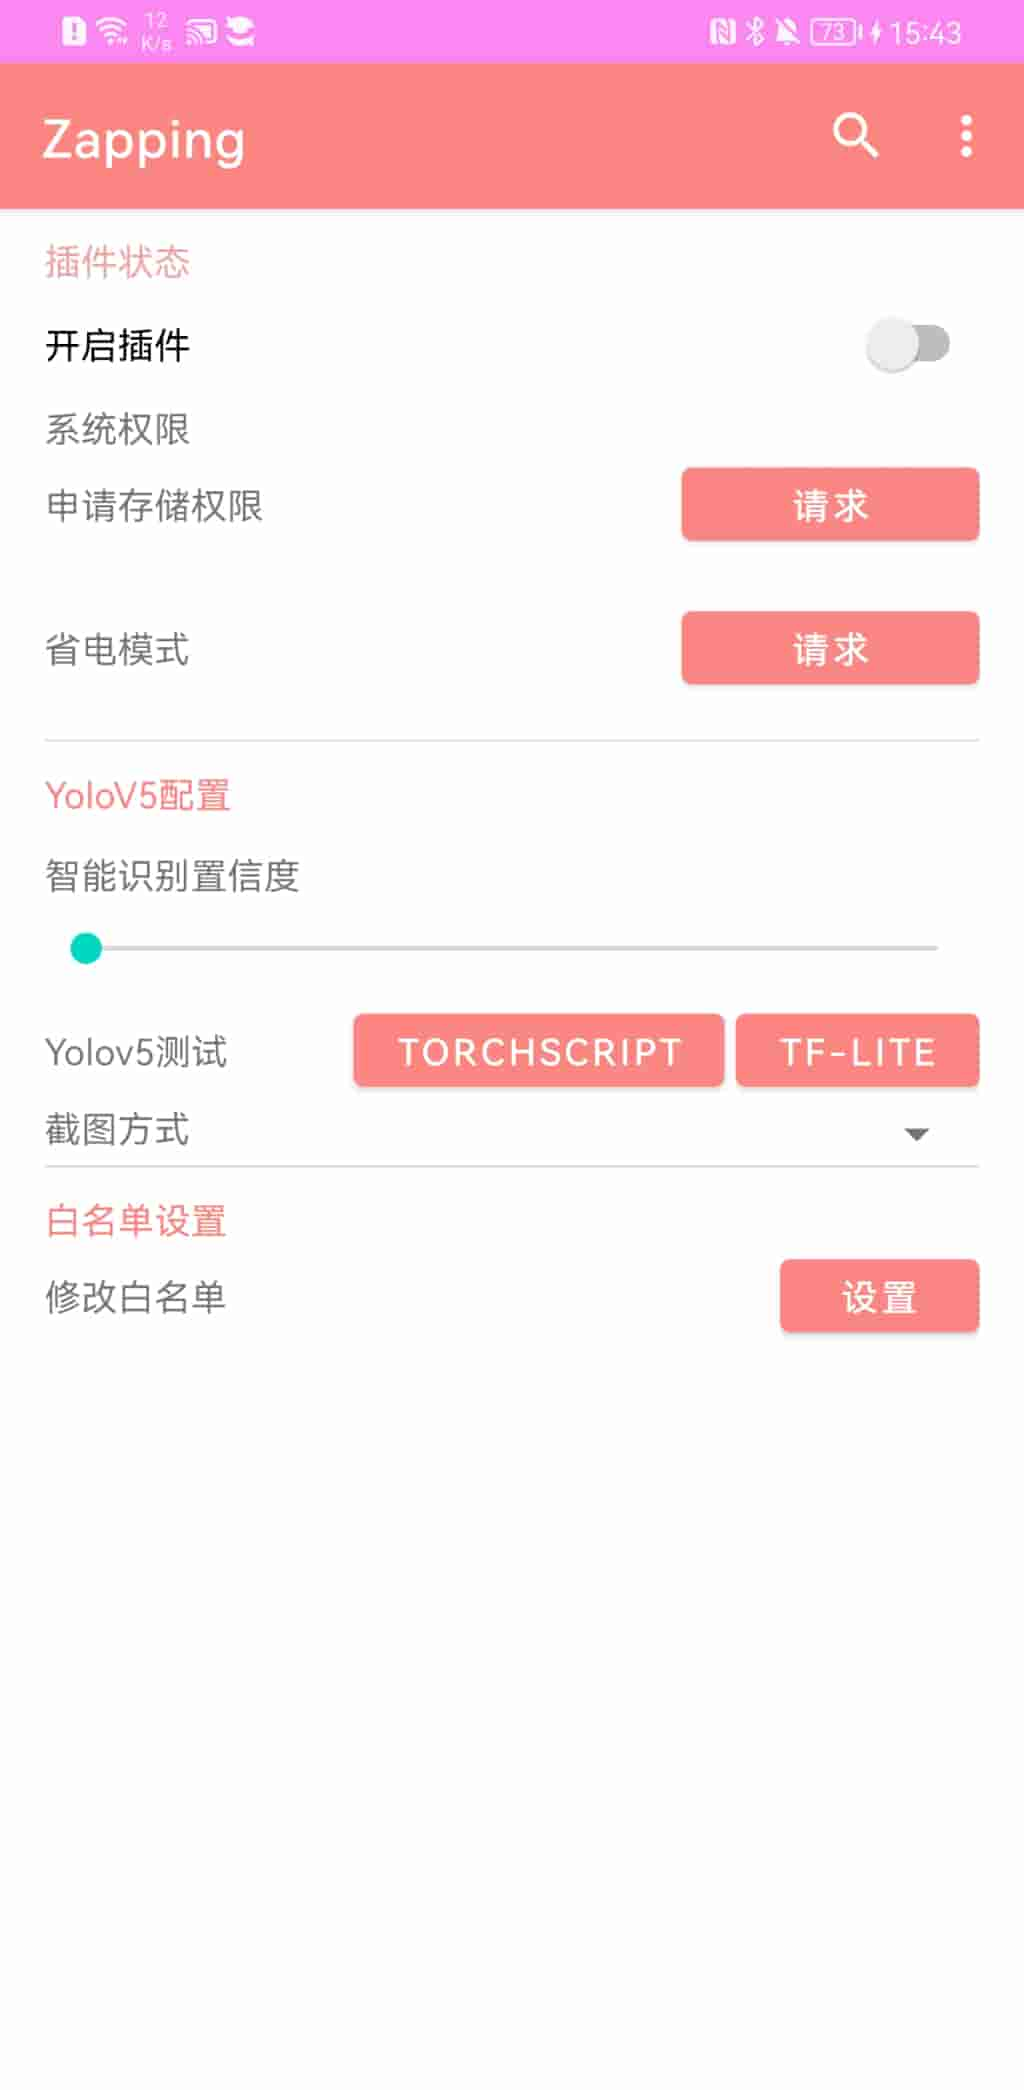 12
K/s
73
15:43
Zapping
插件状态
开启插件
系统权限
申请存储权限
请求
省电模式
请求
YoloV5配置
智能识别置信度
Yolov5测试
TORCHSCRIPT
TF-LITE
截图方式
白名单设置
修改白名单
设置